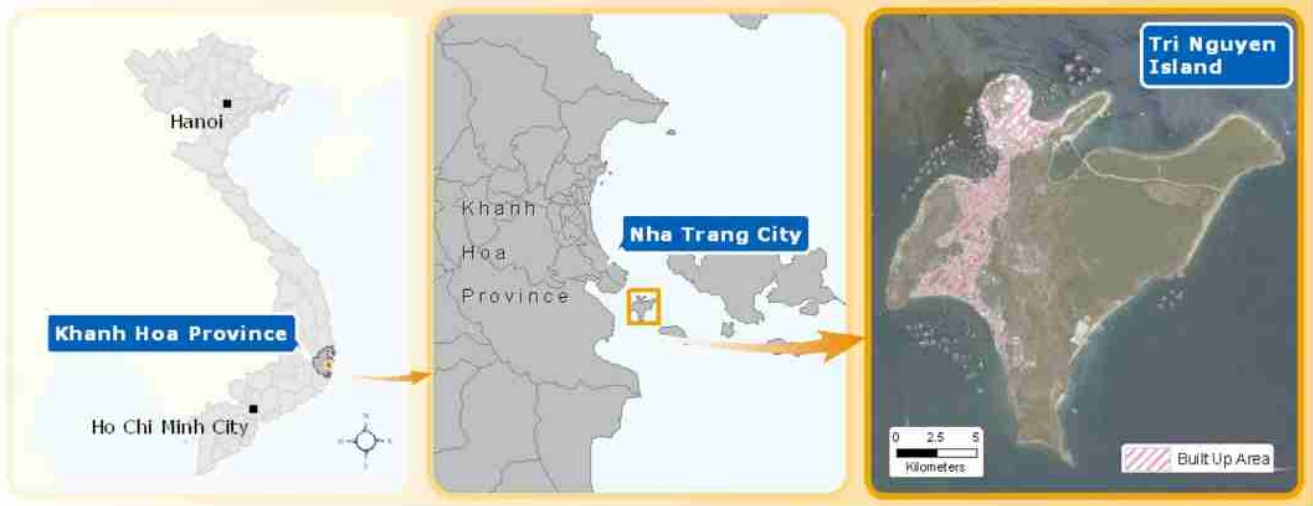 Hanoi
Khanh Hoa Province
Ho Chi Minh City
Khanh
Hoa
Province
Nha Trang City
Tri Nguyen
Island
0 2.5 5
Kilometers
Built Up Area